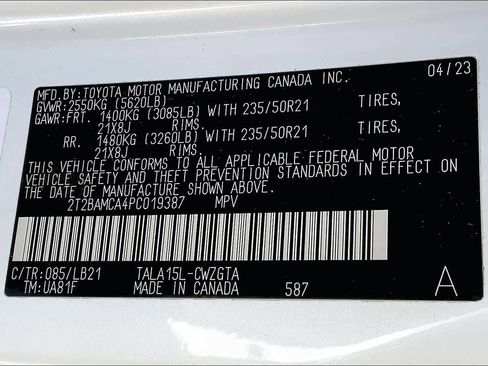 MFD.BY:TOYOTA MOTOR MANUFACTURING CANADA INC. 04/23
GVWR:2550KG (5620LB)
GAWR:FRT. 1400KG (3085LB) WITH 235/50R21 TIRES,
21X8J RIMS.
RR. 1480KG (3260LB) WITH 235/50R21 TIRES,
21X8J RIMS.
THIS VEHICLE CONFORMS TO ALL APPLICABLE FEDERAL MOTOR
VEHICLE SAFETY AND THEFT PREVENTION STANDARDS IN EFFECT ON
THE DATE OF MANUFACTURE SHOWN ABOVE.
2T2BAMCA4PC019387 MPV
C/TR:085/LB21 TALA15L-CWZGTA A
TM:UA81F MADE IN CANADA 587